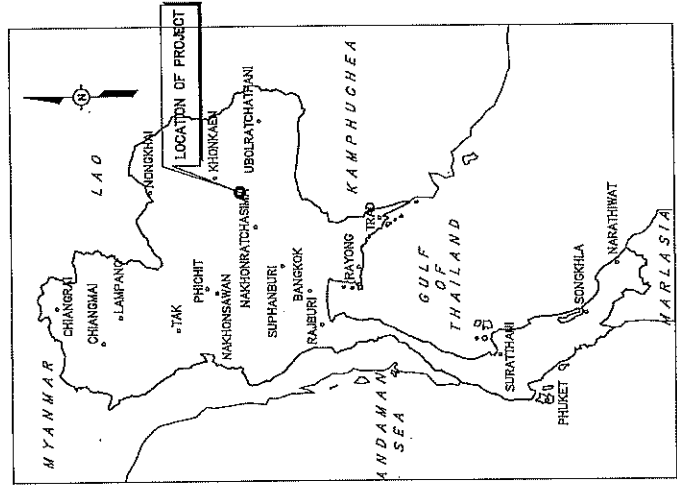 N
LOCATION OF PROJECT
MYANMAR
LAO
CHIANGRAI
CHIANGMAI
LAMPANG
NONGKHAI
TAK
PHICHIT
KHONKAEN
NAKHONSAWAN
NAKHONRATCHASIMA
UBOLRATCHATHANI
SUPHANBURI
BANGKOK
RAJBURI
RAYONG
TRAD
KAMPHUCHEA
GULF
OF
THAILAND
ANDAMAN
SEA
SURATTHANI
PHUKET
SONGKHLA
NARATHIWAT
MARLASIA